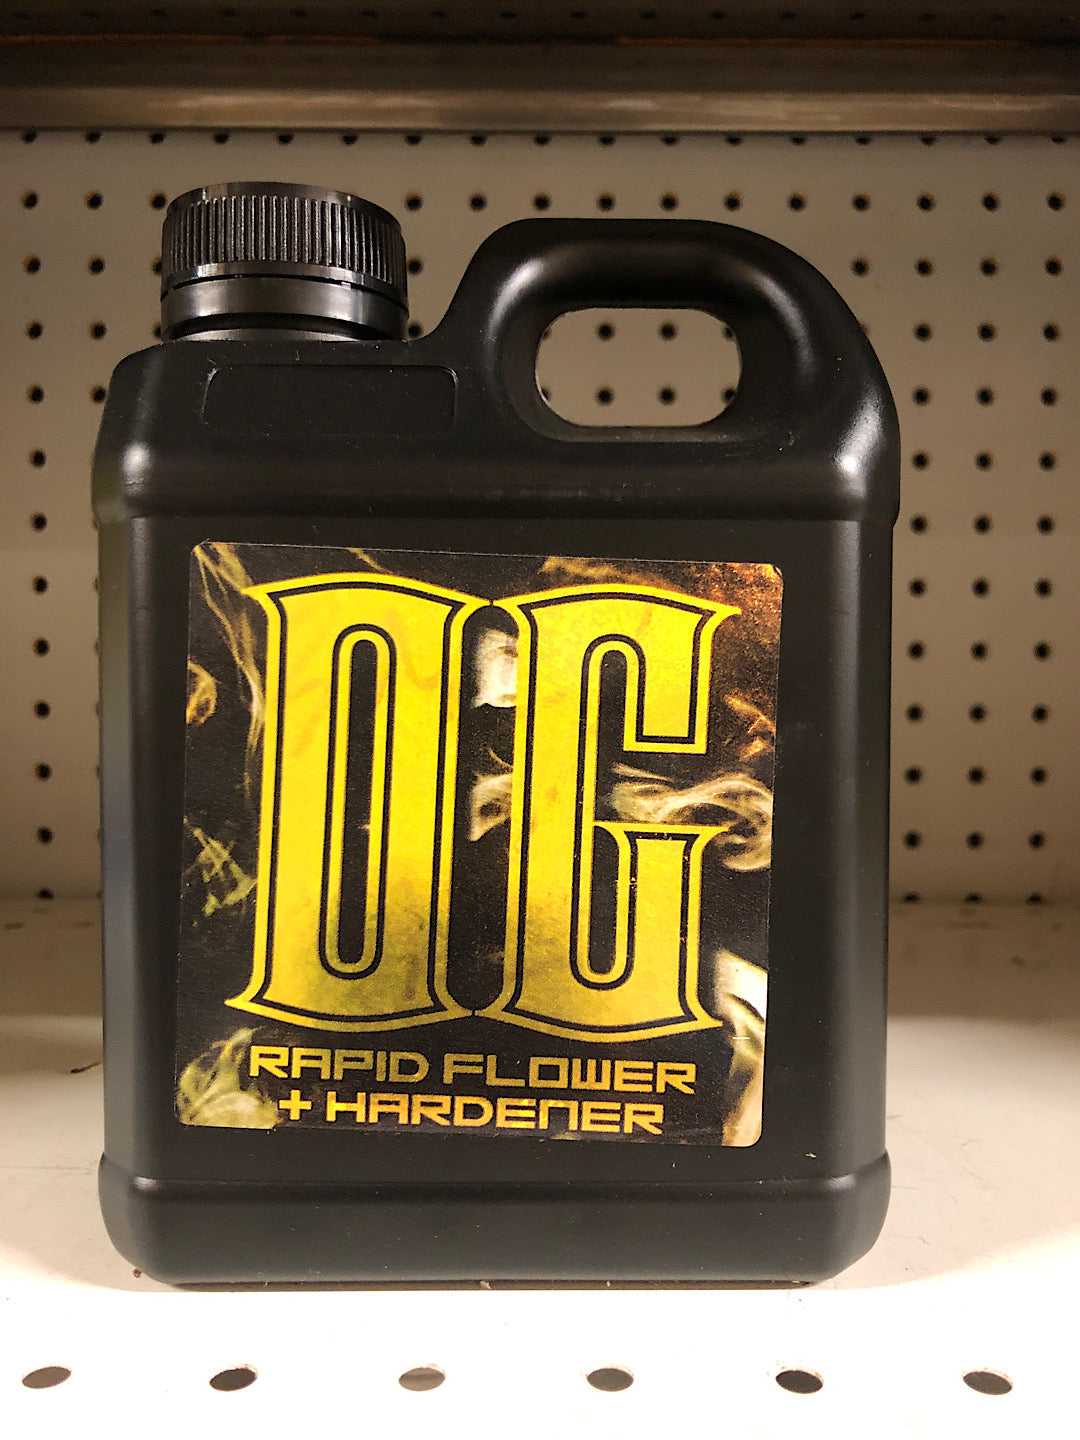 OG
RAPID FLOWER
+ HARDENER